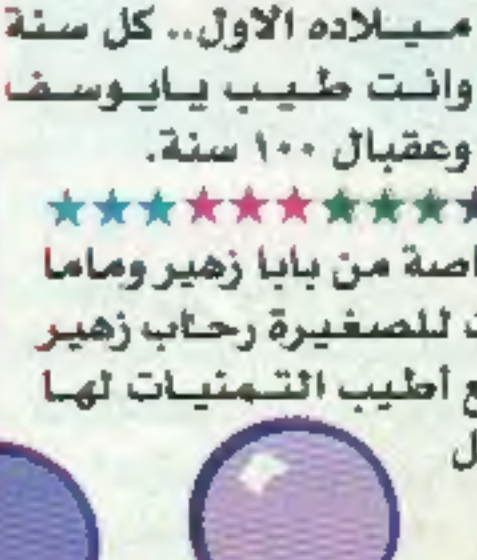 ميلاده الاول.. كل سنة
وانت طيب يايوسف
وعقبال ١٠٠ سنة.
اصة من بابا زهير وماما
ت للصغيرة رحاب زهير
ع أطيب التمنيات لها
ل